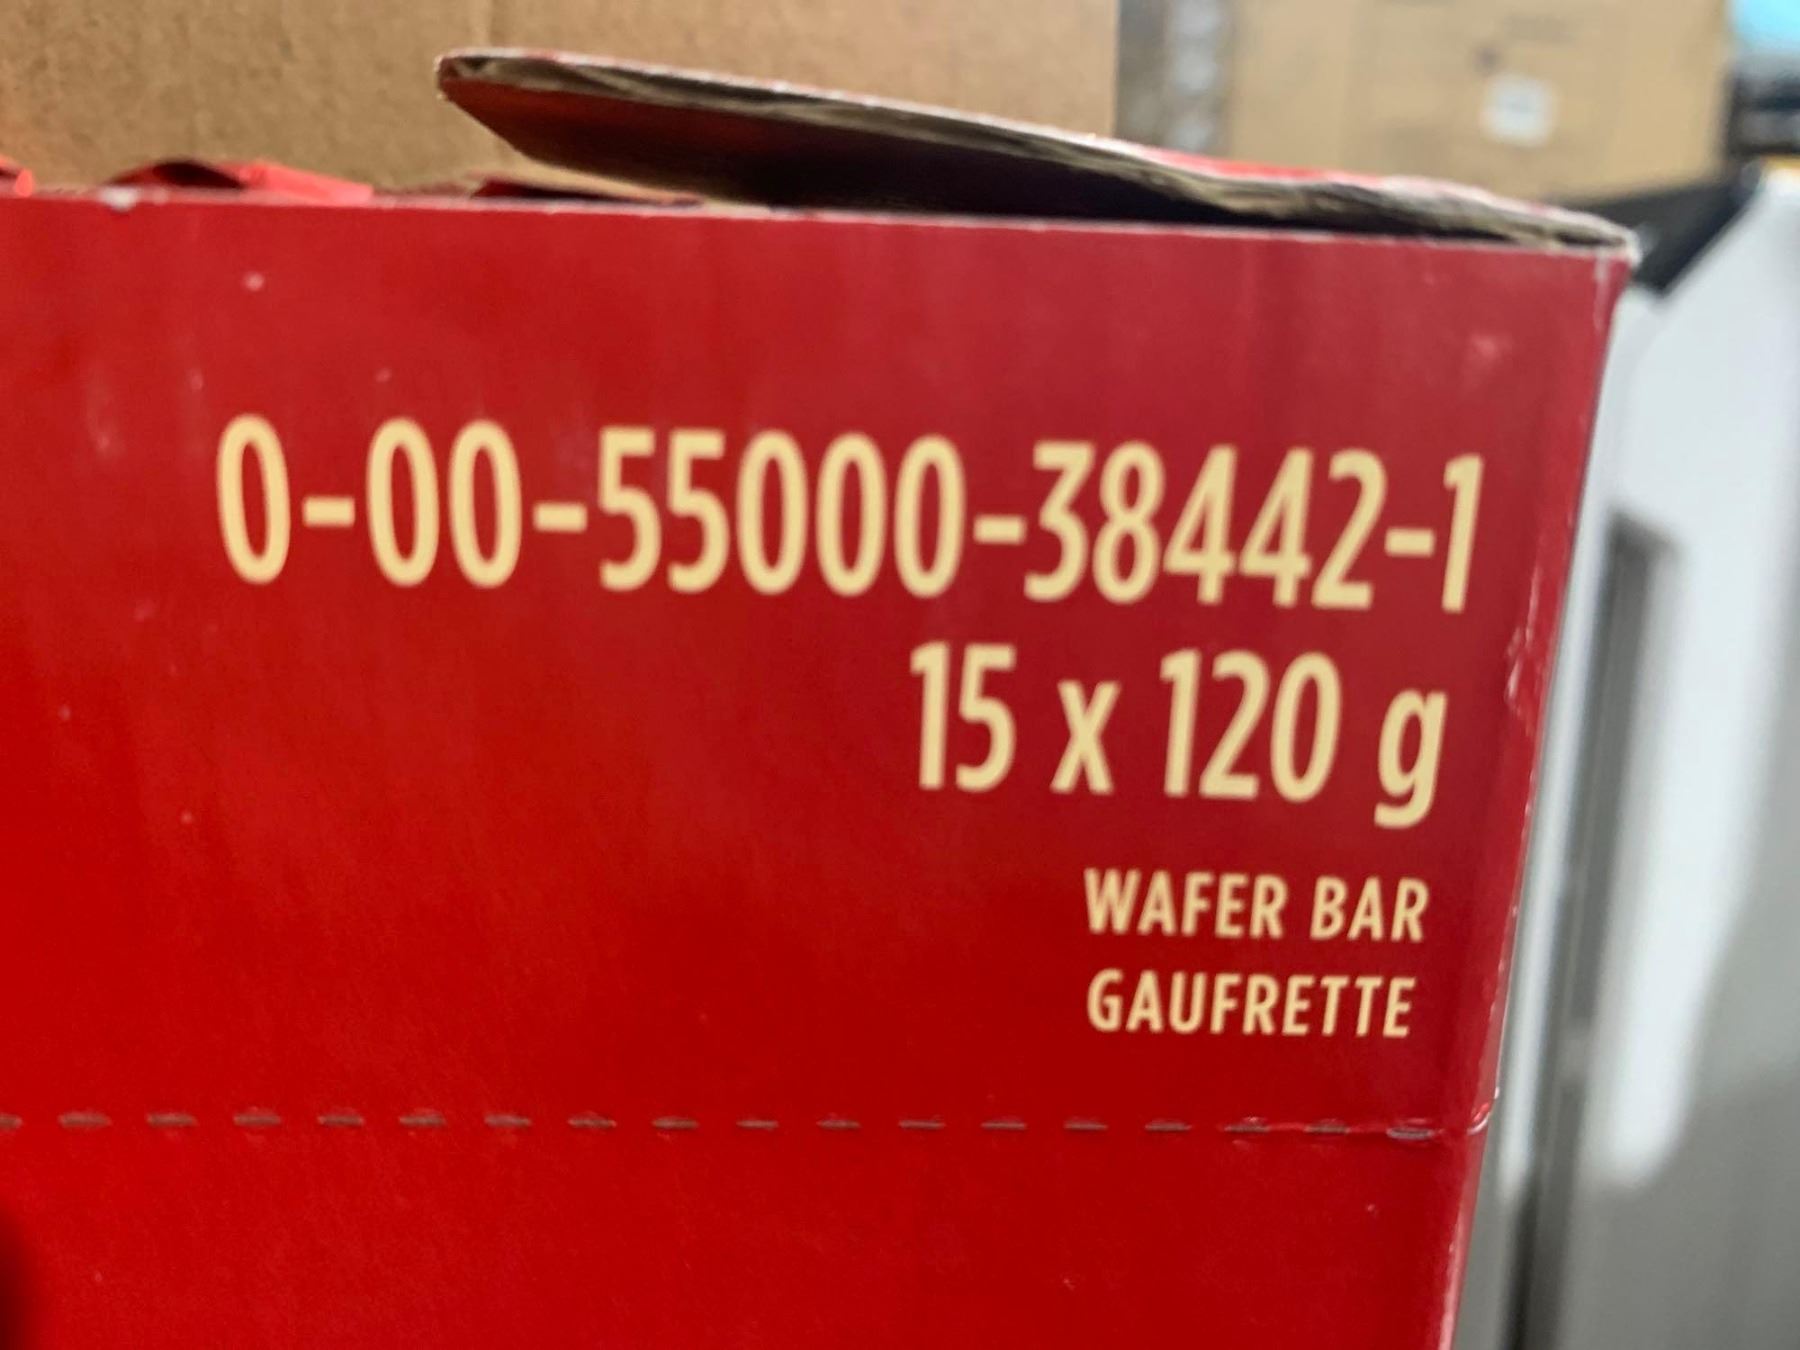 0-00-55000-38442-1
15 x 120 g
WAFER BAR
GAUFRETTE